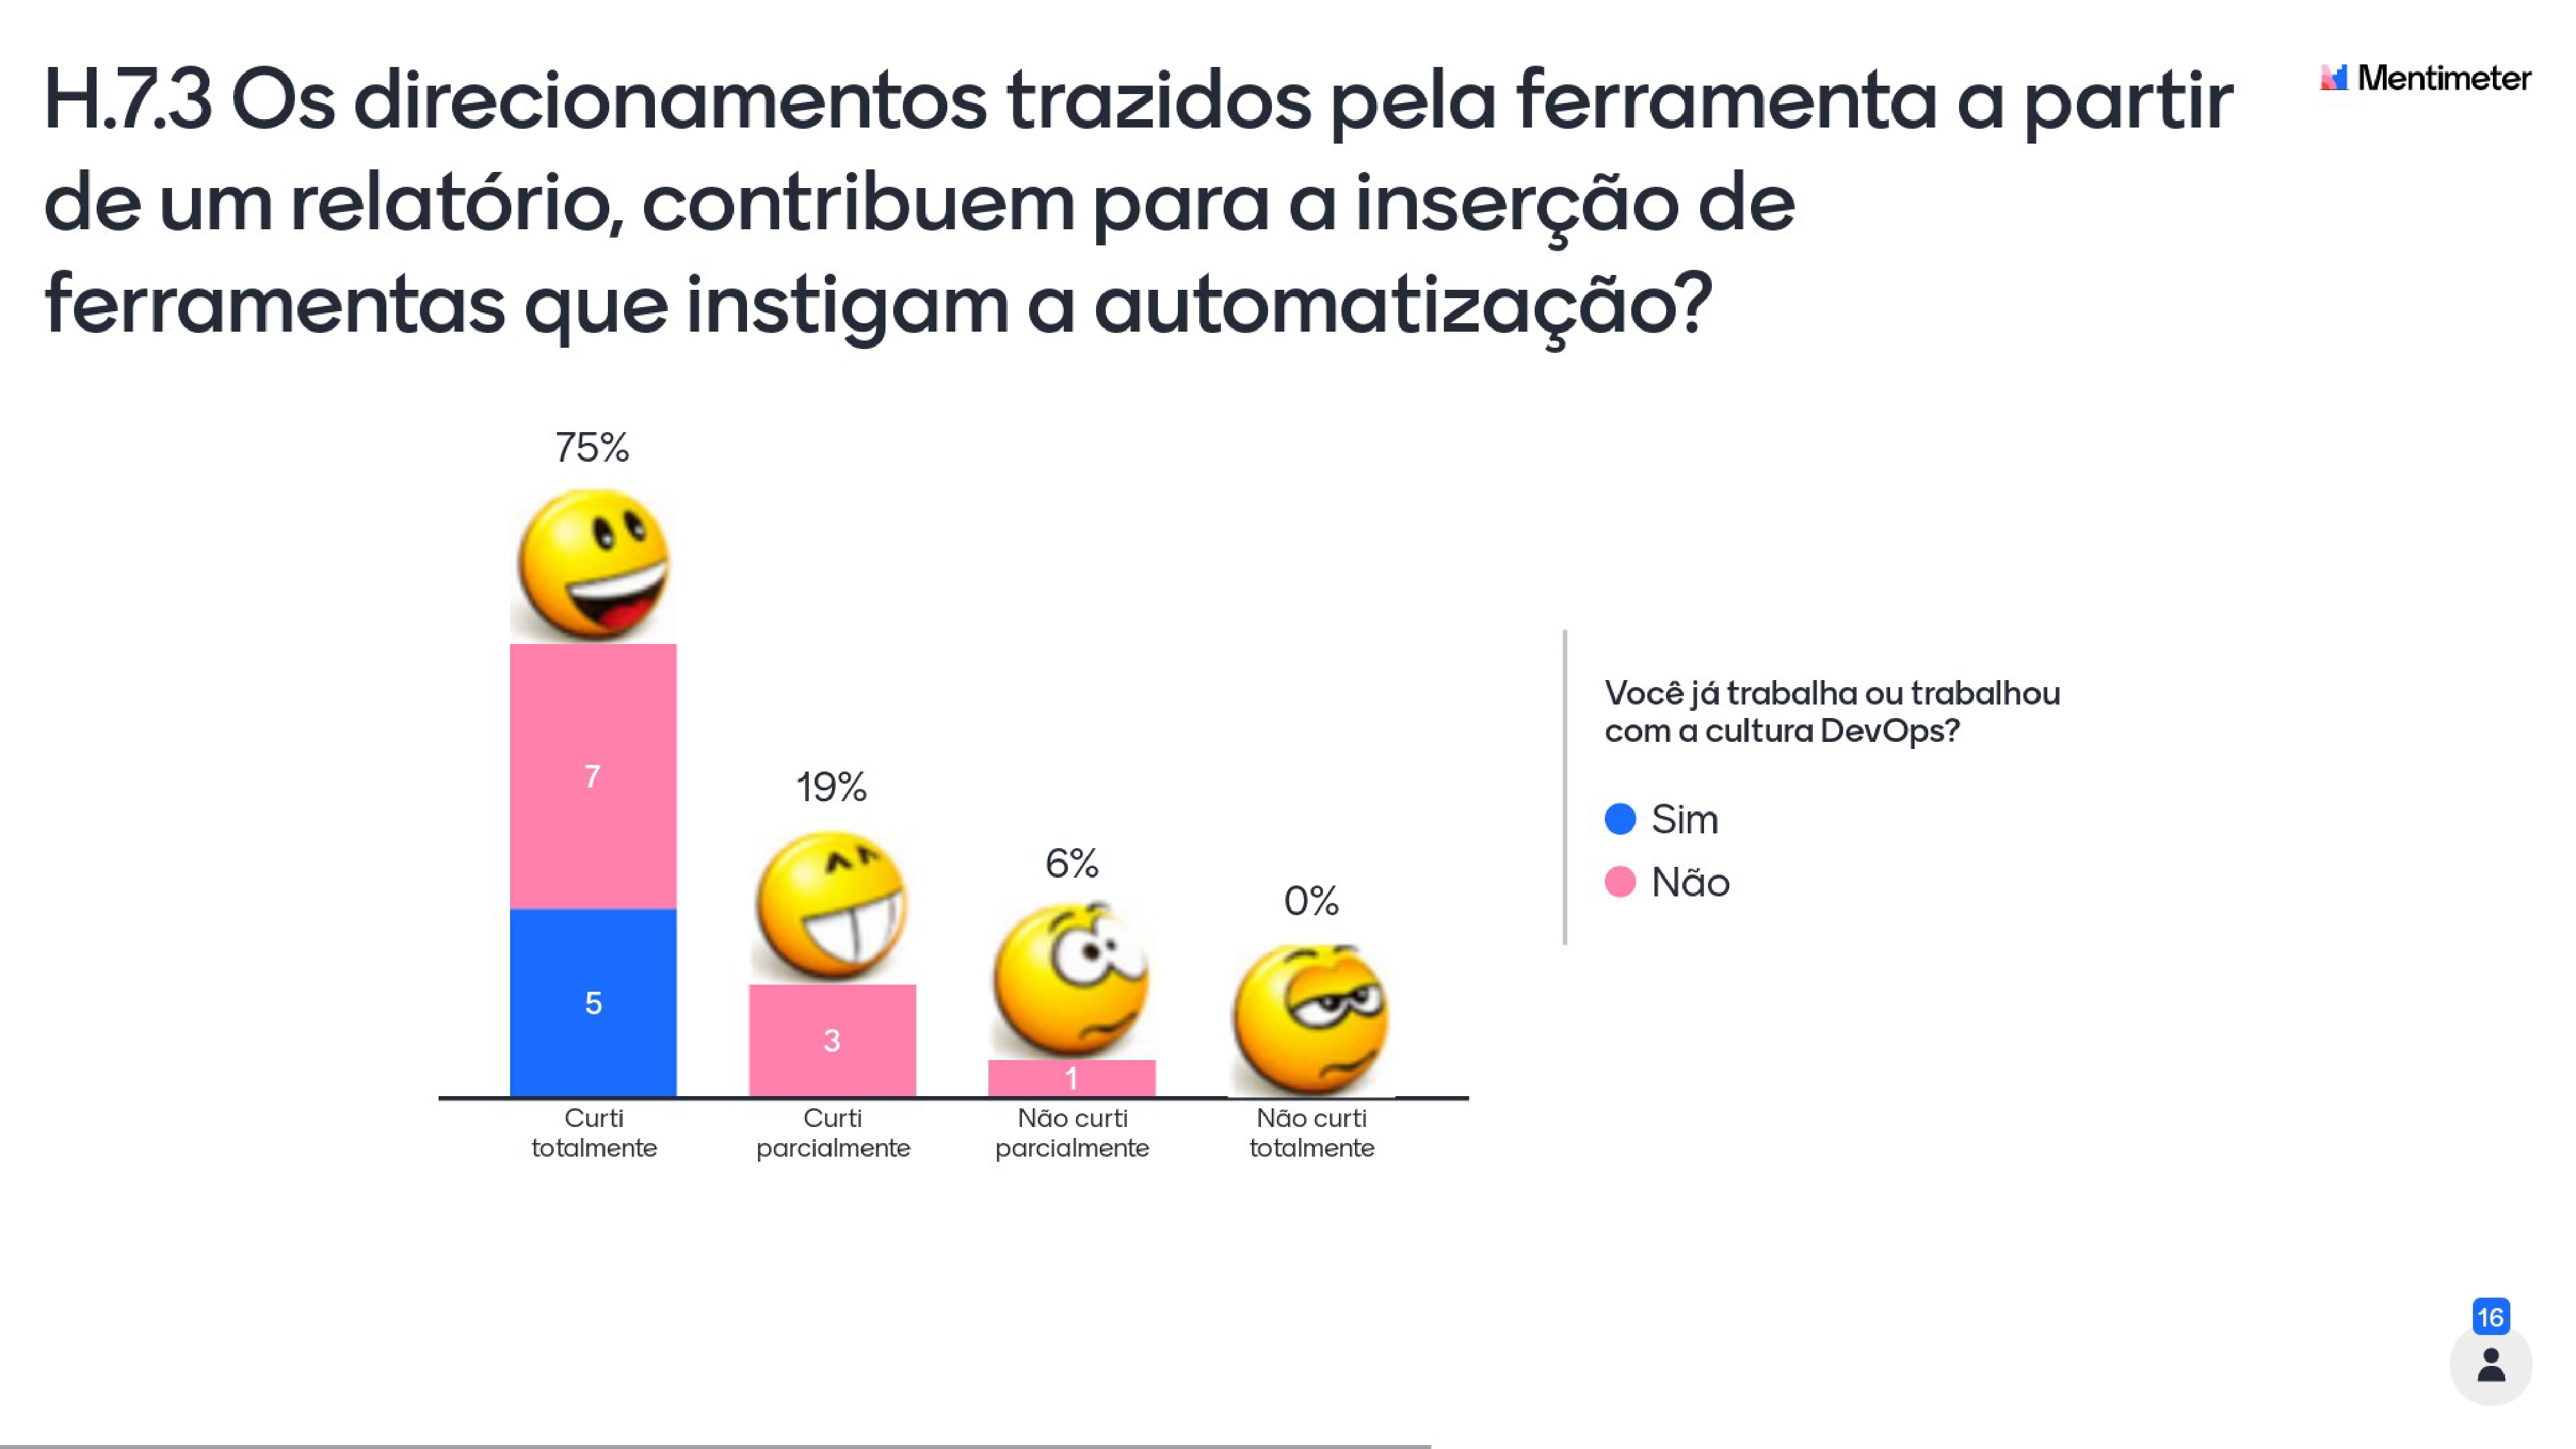 H.7.3 Os direcionamentos trazidos pela ferramenta a partir
de um relatório, contribuem para a inserção de
ferramentas que instigam a automatização?
Mentimeter
75%
7
5
19%
3
6%
1
0%
Curti
totalmente
Curti
parcialmente
Não curti
parcialmente
Não curti
totalmente
Você já trabalha ou trabalhou
com a cultura DevOps?
Sim
Não
16